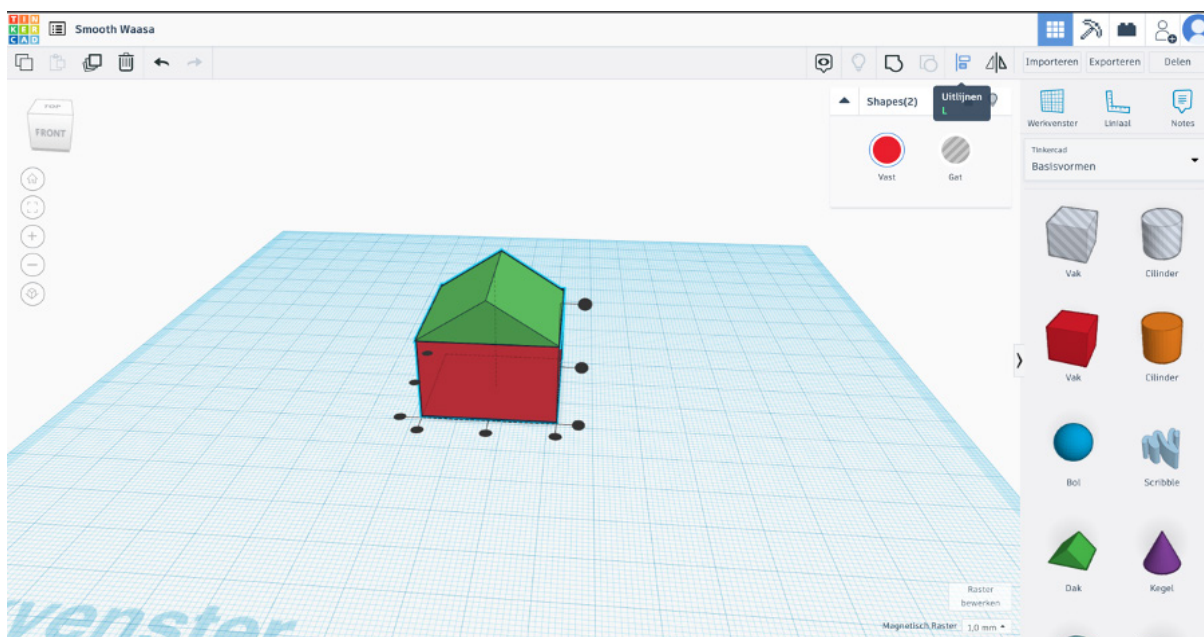 TIN
KER
CAD
Smooth Waasa
Importeren Exporteren Delen
TOP
FRONT
Shapes(2)
Uitlijnen
L
Vast Gat
Werkvenster Liniaal Notes
Tinkercad
Basisvormen
Vak Cilinder
Vak Cilinder
Bol Scribble
Dak Kegel
Raster
bewerken
Magnetisch Raster 1,0 mm
rkvenster